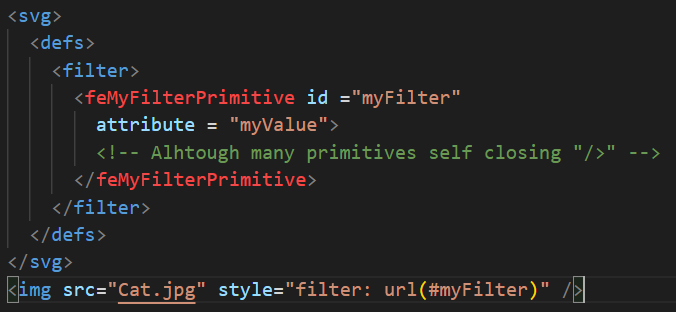 <svg>
<defs>
<filter>
<feMyFilterPrimitive id ="myFilter"
attribute = "myValue">
<!-- Alhtough many primitives self closing "/>" -->
</feMyFilterPrimitive>
</filter>
</defs>
</svg>
<img src="Cat.jpg" style="filter: url(#myFilter)" />